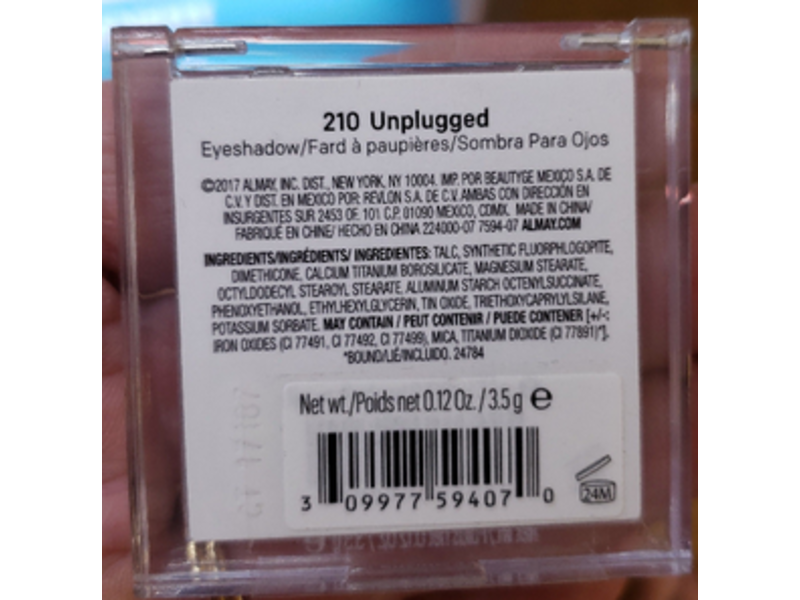 210 Unplugged
Eyeshadow/Fard à paupières/Sombra Para Ojos
©2017 ALMAY, INC. DIST., NEW YORK, NY 10004. IMP. POR BEAUTYGE MEXICO S.A. DE
C.V. Y DIST. EN MEXICO POR: REVLON S.A. DE C.V. AMBAS CON DIRECCIÓN EN
INSURGENTES SUR 2453 OF. 101 C.P. 01090 MEXICO, CDMX. MADE IN CHINA/
FABRIQUÉ EN CHINE/ HECHO EN CHINA 224000-07 7594-07 ALMAY.COM
INGREDIENTS/INGRÉDIENTS/ INGREDIENTES: TALC, SYNTHETIC FLUORPHLOGOPITE,
DIMETHICONE, CALCIUM TITANIUM BOROSILICATE, MAGNESIUM STEARATE,
OCTYLDODECYL STEAROYL STEARATE, ALUMINUM STARCH OCTENYLSUCCINATE,
PHENOXYETHANOL, ETHYLHEXYLGLYCERIN, TIN OXIDE, TRIETHOXYCAPRYLYLSILANE,
POTASSIUM SORBATE. MAY CONTAIN / PEUT CONTENIR / PUEDE CONTENER [+/-:
IRON OXIDES (CI 77491, CI 77492, CI 77499), MICA, TITANIUM DIOXIDE (CI 77891)*].
*BOUND/LIÉ/INCLUIDO. 24784
Net wt./Poids net 0.12 Oz. / 3.5 g e
3 09977 59407 0
24M